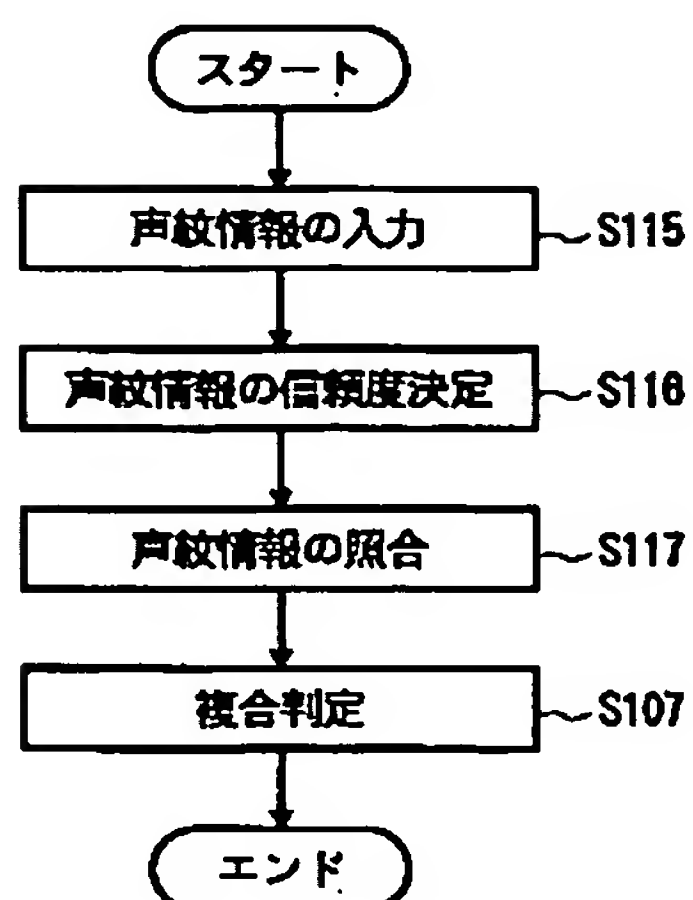 スタート
声紋情報の入力 S115
声紋情報の信頼度決定 S116
声紋情報の照合 S117
複合判定 S107
エンド